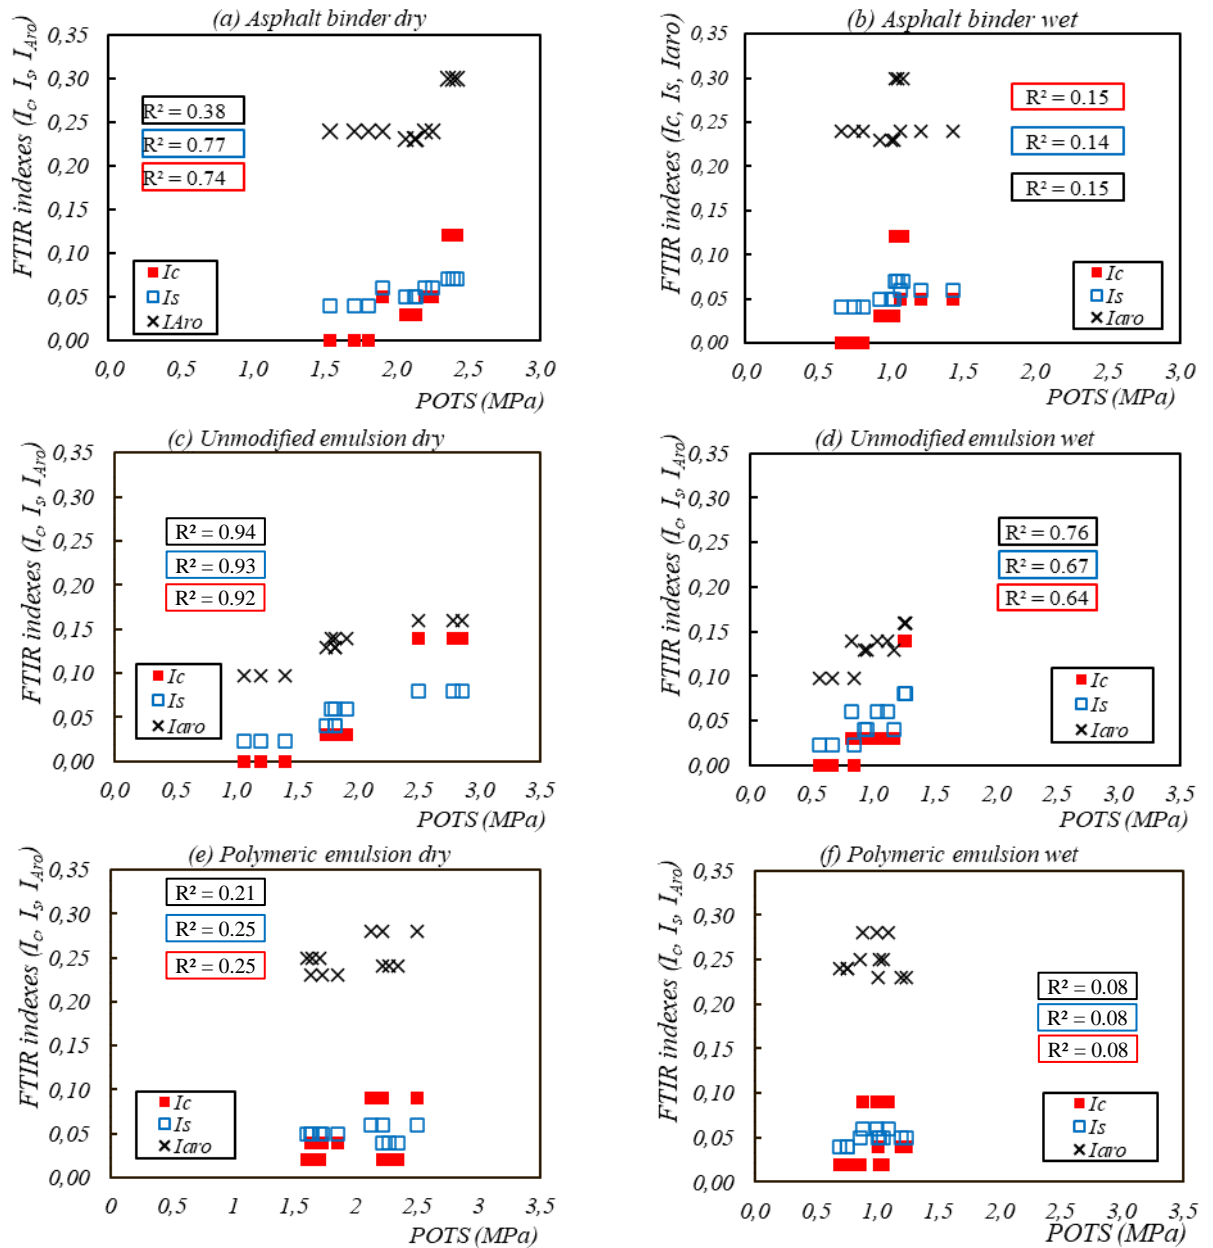 (a) Asphalt binder dry
FTIR indexes (Ic, Is, IAro)
0,35
0,30
0,25
0,20
0,15
0,10
0,05
0,00
R² = 0.38
R² = 0.77
R² = 0.74
Ic
Is
IAro
0,0 0,5 1,0 1,5 2,0 2,5 3,0
POTS (MPa)
(b) Asphalt binder wet
FTIR indexes (Ic, Is, Iaro)
0,35
0,30
0,25
0,20
0,15
0,10
0,05
0,00
R² = 0.15
R² = 0.14
R² = 0.15
Ic
Is
Iaro
0,0 0,5 1,0 1,5 2,0 2,5 3,0
POTS (MPa)
(c) Unmodified emulsion dry
FTIR indexes (Ic, Is, IAro)
0,35
0,30
0,25
0,20
0,15
0,10
0,05
0,00
R² = 0.94
R² = 0.93
R² = 0.92
Ic
Is
Iaro
0,0 0,5 1,0 1,5 2,0 2,5 3,0 3,5
POTS (MPa)
(d) Unmodified emulsion wet
FTIR indexes (Ic, Is, IAro)
0,35
0,30
0,25
0,20
0,15
0,10
0,05
0,00
R² = 0.76
R² = 0.67
R² = 0.64
Ic
Is
Iaro
0,0 0,5 1,0 1,5 2,0 2,5 3,0 3,5
POTS (MPa)
(e) Polymeric emulsion dry
FTIR indexes (Ic, Is, IAro)
0,35
0,30
0,25
0,20
0,15
0,10
0,05
0,00
R² = 0.21
R² = 0.25
R² = 0.25
Ic
Is
Iaro
0 0,5 1 1,5 2 2,5 3 3,5
POTS (MPa)
(f) Polymeric emulsion wet
FTIR indexes (Ic, Is, IAro)
0,35
0,30
0,25
0,20
0,15
0,10
0,05
0,00
R² = 0.08
R² = 0.08
R² = 0.08
Ic
Is
Iaro
0,0 0,5 1,0 1,5 2,0 2,5 3,0 3,5
POTS (MPa)